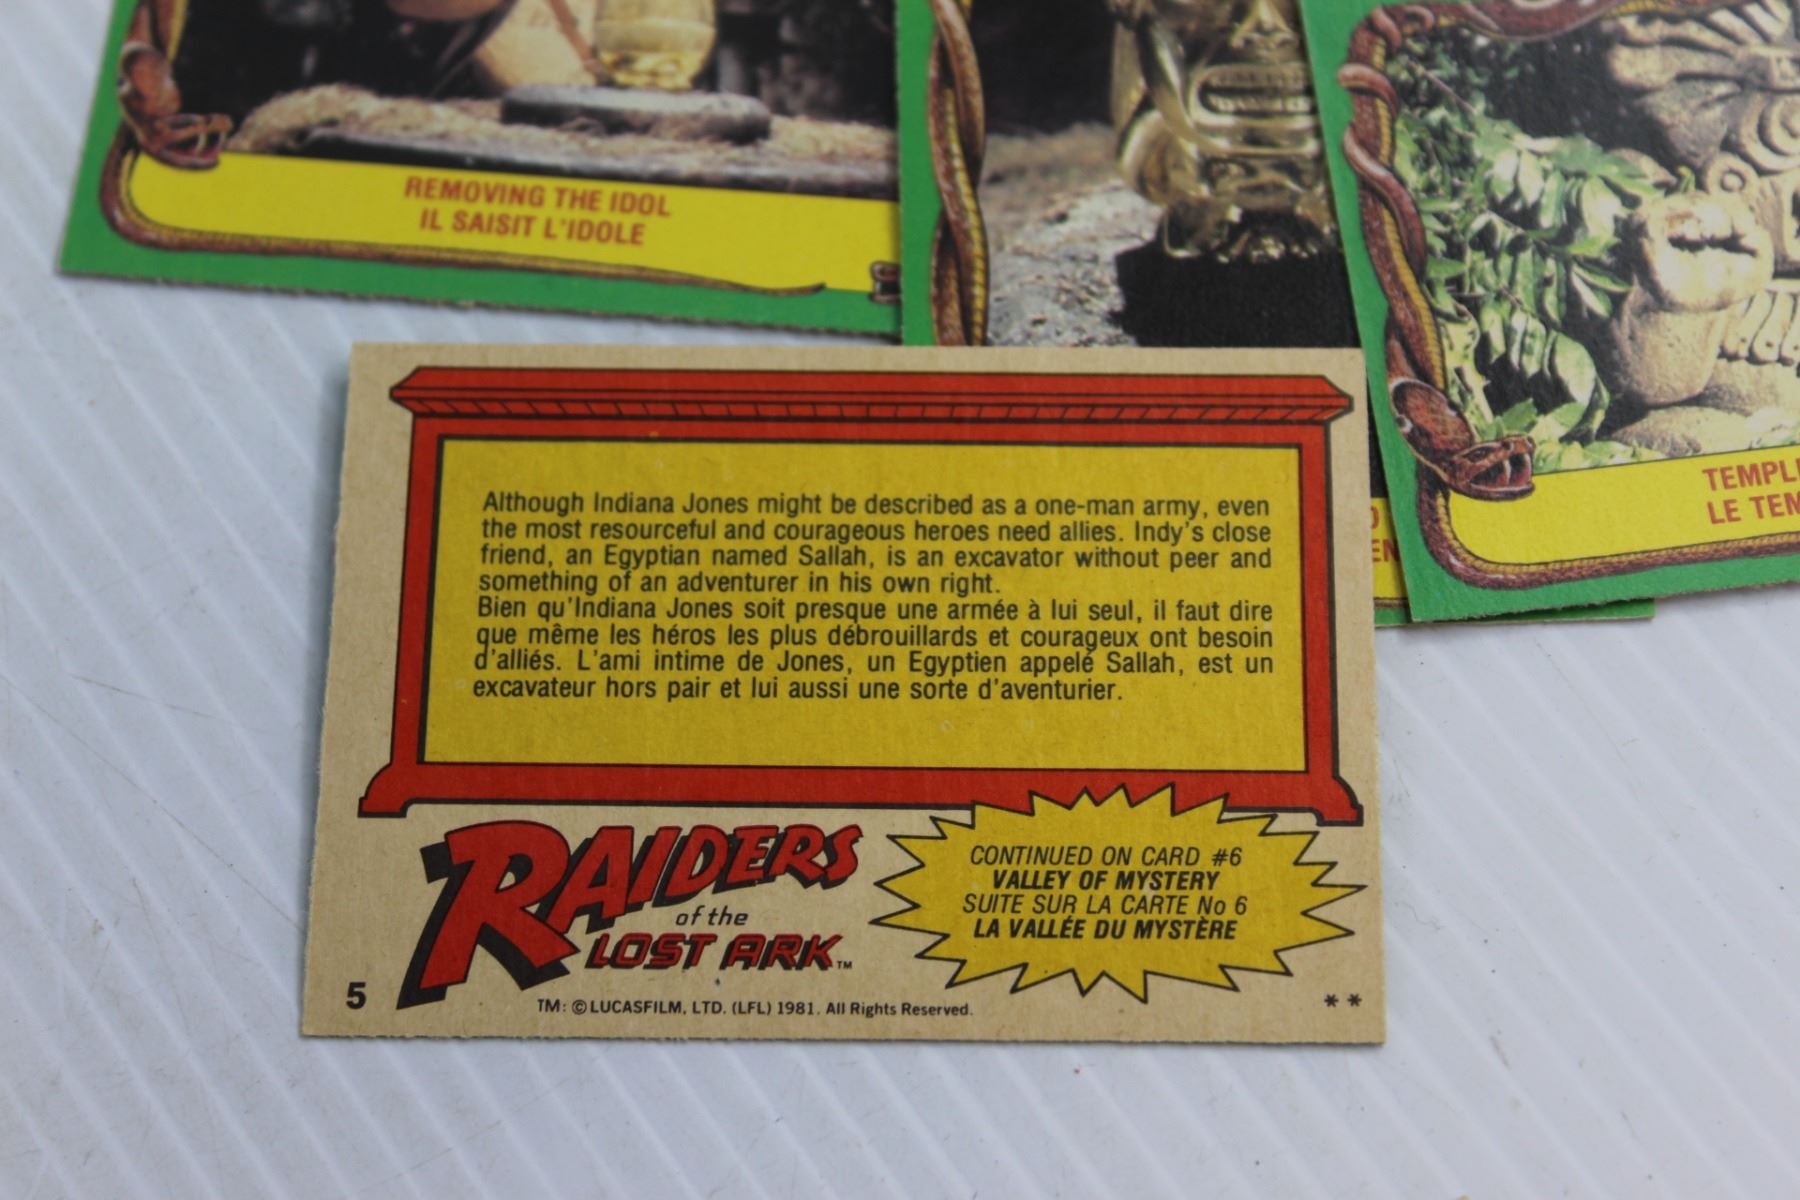 REMOVING THE IDOL
IL SAISIT L'IDOLE
TEMPL
LE TEM
EN
Although Indiana Jones might be described as a one-man army, even
the most resourceful and courageous heroes need allies. Indy's close
friend, an Egyptian named Sallah, is an excavator without peer and
something of an adventurer in his own right.
Bien qu'Indiana Jones soit presque une armée à lui seul, il faut dire
que même les héros les plus débrouillards et courageux ont besoin
d'alliés. L'ami intime de Jones, un Egyptien appelé Sallah, est un
excavateur hors pair et lui aussi une sorte d'aventurier.
RAIDERS
of the
LOST ARK™
CONTINUED ON CARD #6
VALLEY OF MYSTERY
SUITE SUR LA CARTE No 6
LA VALLÉE DU MYSTÈRE
5
TM: © LUCASFILM, LTD. (LFL) 1981. All Rights Reserved.
**